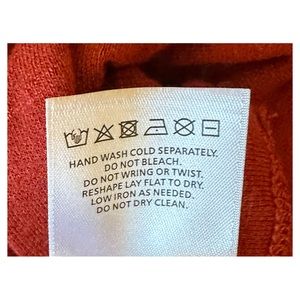 HAND WASH COLD SEPARATELY.
DO NOT BLEACH.
DO NOT WRING OR TWIST.
RESHAPE LAY FLAT TO DRY.
LOW IRON AS NEEDED.
DO NOT DRY CLEAN.